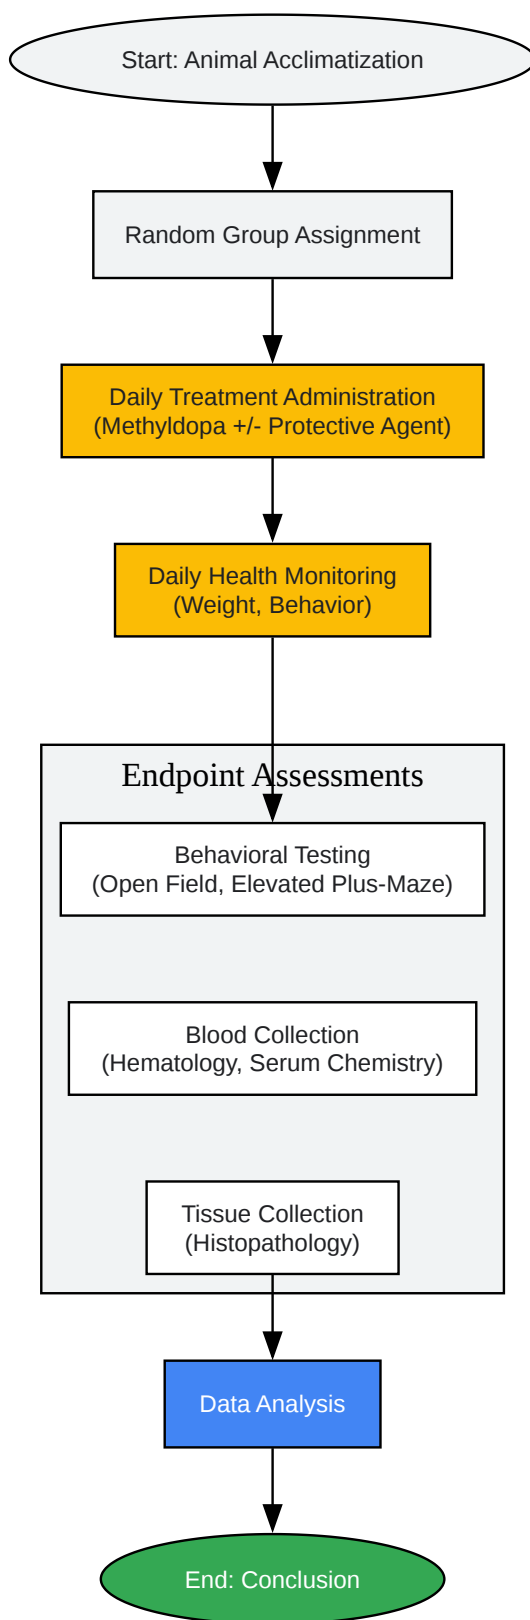 Start: Animal Acclimatization
Random Group Assignment
Daily Treatment Administration
(Methyldopa +/- Protective Agent)
Daily Health Monitoring
(Weight, Behavior)
Endpoint Assessments
Behavioral Testing
(Open Field, Elevated Plus-Maze)
Blood Collection
(Hematology, Serum Chemistry)
Tissue Collection
(Histopathology)
Data Analysis
End: Conclusion